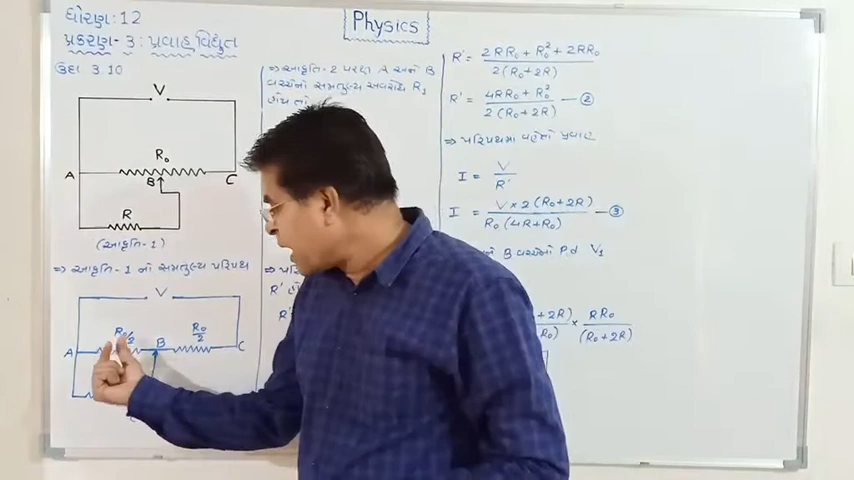 Physics
ધોરણ: 12
પ્રકરણ- 3: પ્રવાહ વિદ્યુત
ઉદા 3.10
V
R₀
A
B
C
R
(આકૃતિ-1)
⇒ આકૃતિ-1 નો સમતુલ્ય પરિપથ
V
R₀/2
R₀/2
A
B
C
⇒ આકૃતિ-2 પરથી A અને B
વચ્ચેનો સમતુલ્ય અવરોધ R₁
હોય તો
R'
R'
R' = (2RR₀ + R₀² + 2RR₀) / 2(R₀+2R)
R' = (4RR₀ + R₀²) / 2(R₀+2R) —②
⇒ પરિપથમાં વહેતો પ્રવાહ
I = V / R'
I = V × 2(R₀+2R) / R₀(4R+R₀) —③
B વચ્ચેનો P.d V₁
+2R) × RR₀ / (R₀+2R)